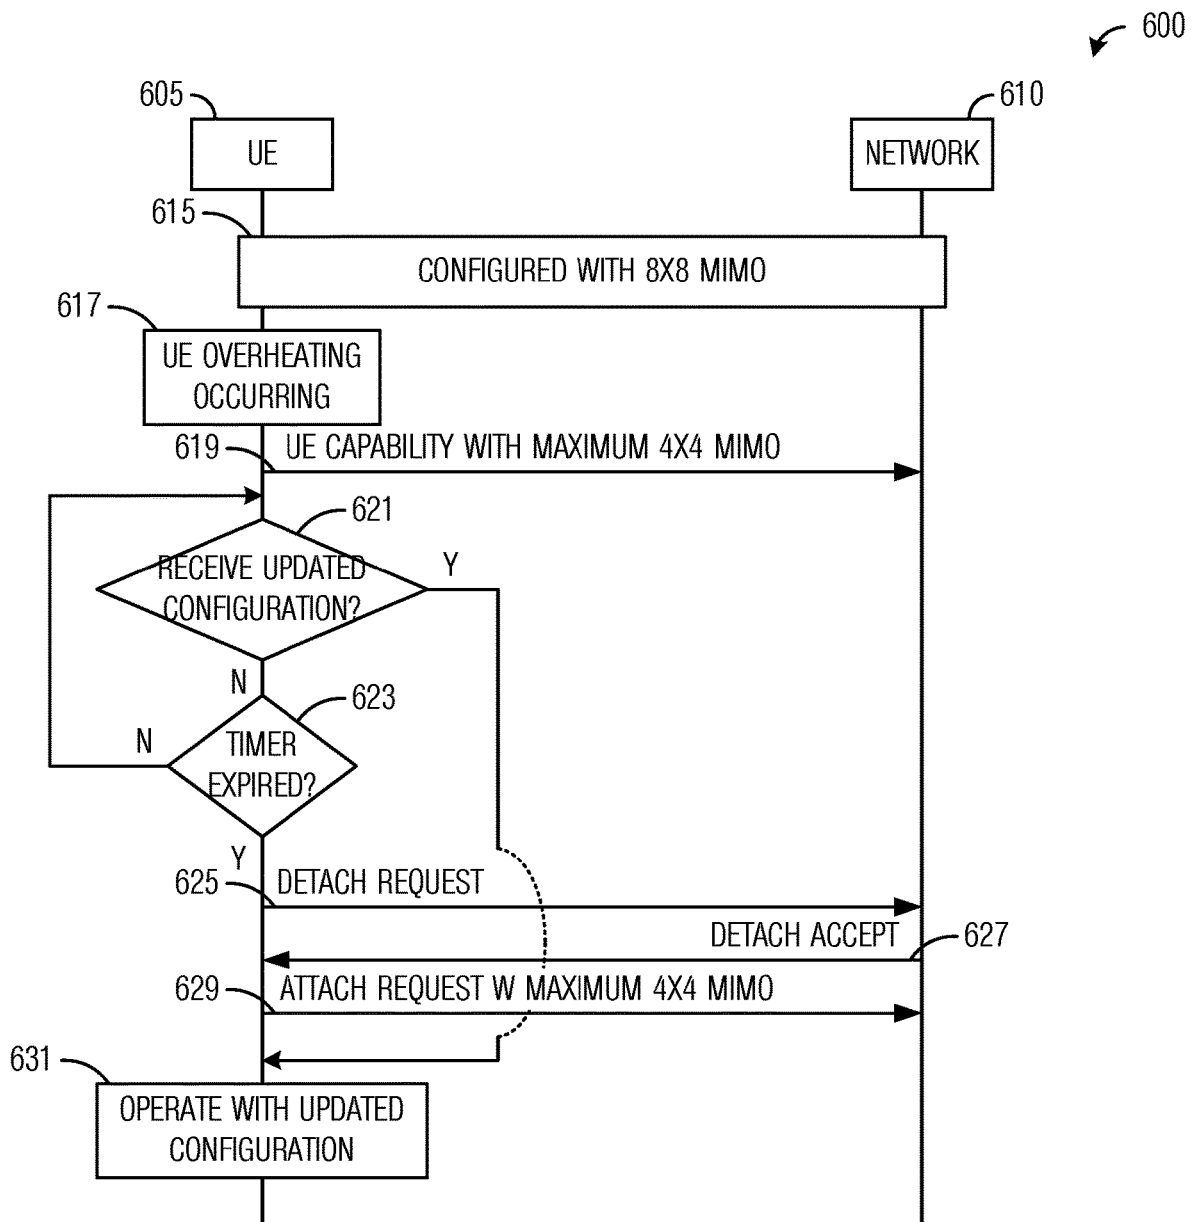 600
605
610
UE
NETWORK
615
CONFIGURED WITH 8X8 MIMO
617
UE OVERHEATING
OCCURRING
619
UE CAPABILITY WITH MAXIMUM 4X4 MIMO
621
RECEIVE UPDATED
CONFIGURATION?
Y
N
623
N
TIMER
EXPIRED?
Y
625
DETACH REQUEST
DETACH ACCEPT
627
629
ATTACH REQUEST W MAXIMUM 4X4 MIMO
631
OPERATE WITH UPDATED
CONFIGURATION